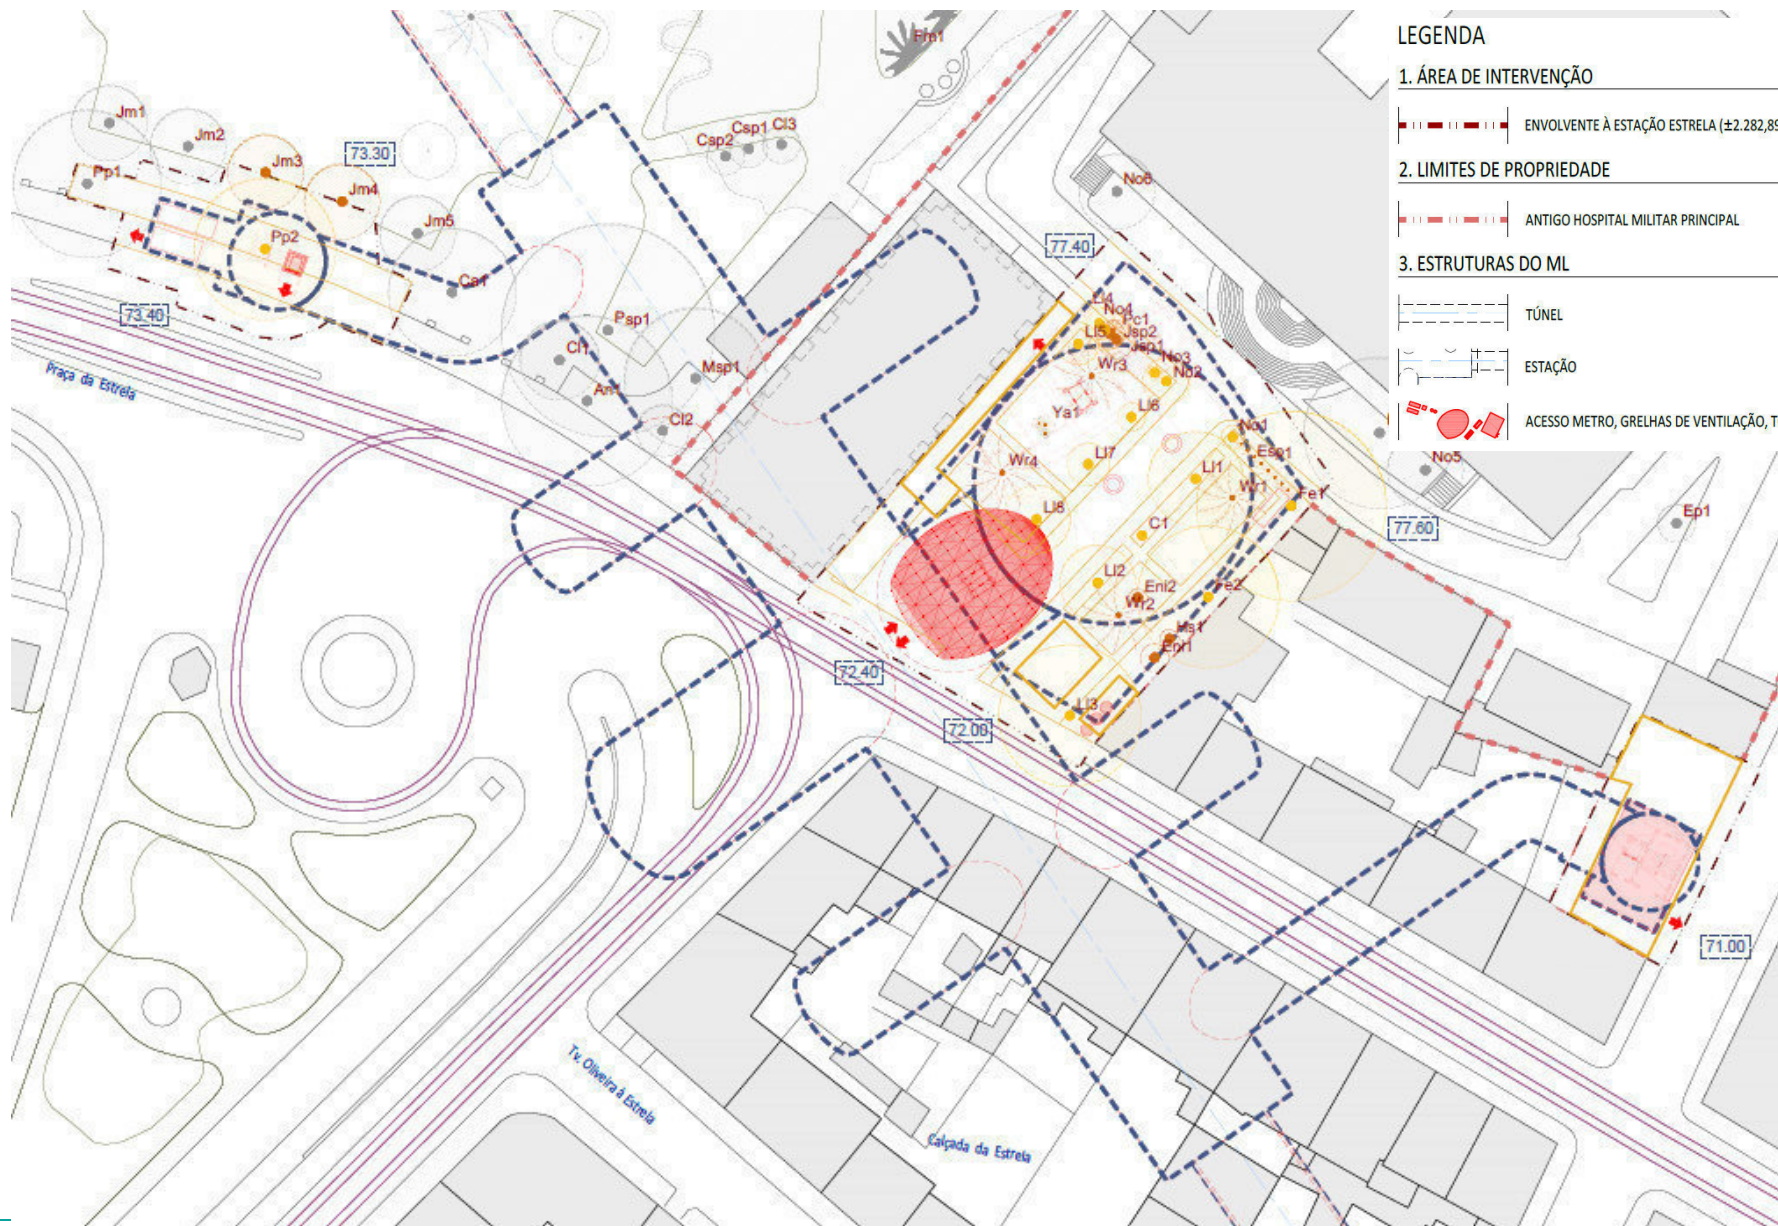 LEGENDA
1. ÁREA DE INTERVENÇÃO
ENVOLVENTE À ESTAÇÃO ESTRELA (±2.282,89
2. LIMITES DE PROPRIEDADE
ANTIGO HOSPITAL MILITAR PRINCIPAL
3. ESTRUTURAS DO ML
TÚNEL
ESTAÇÃO
ACESSO METRO, GRELHAS DE VENTILAÇÃO, T
Fm1
Jm1
Jm2
Csp2
Csp1
Cl3
73.30
Jm3
Pp1
Jm4
No6
Jm5
Pp2
77.40
Ca1
73.40
Psp1
Ll4
No4
Pc1
Ll5
Jsp2
Jsp1
No3
No2
Cl1
Msp1
Wr3
Praça da Estrela
An1
Cl2
Ya1
Ll6
No1
Esp1
Wr4
Ll7
Ll1
Wr1
Fe1
No5
Ll8
C1
77.60
Ep1
Ll2
Eni2
Fe2
Wr2
Hs1
Eni1
72.40
Ll3
72.00
71.00
Tv. Oliveira à Estrela
Calçada da Estrela